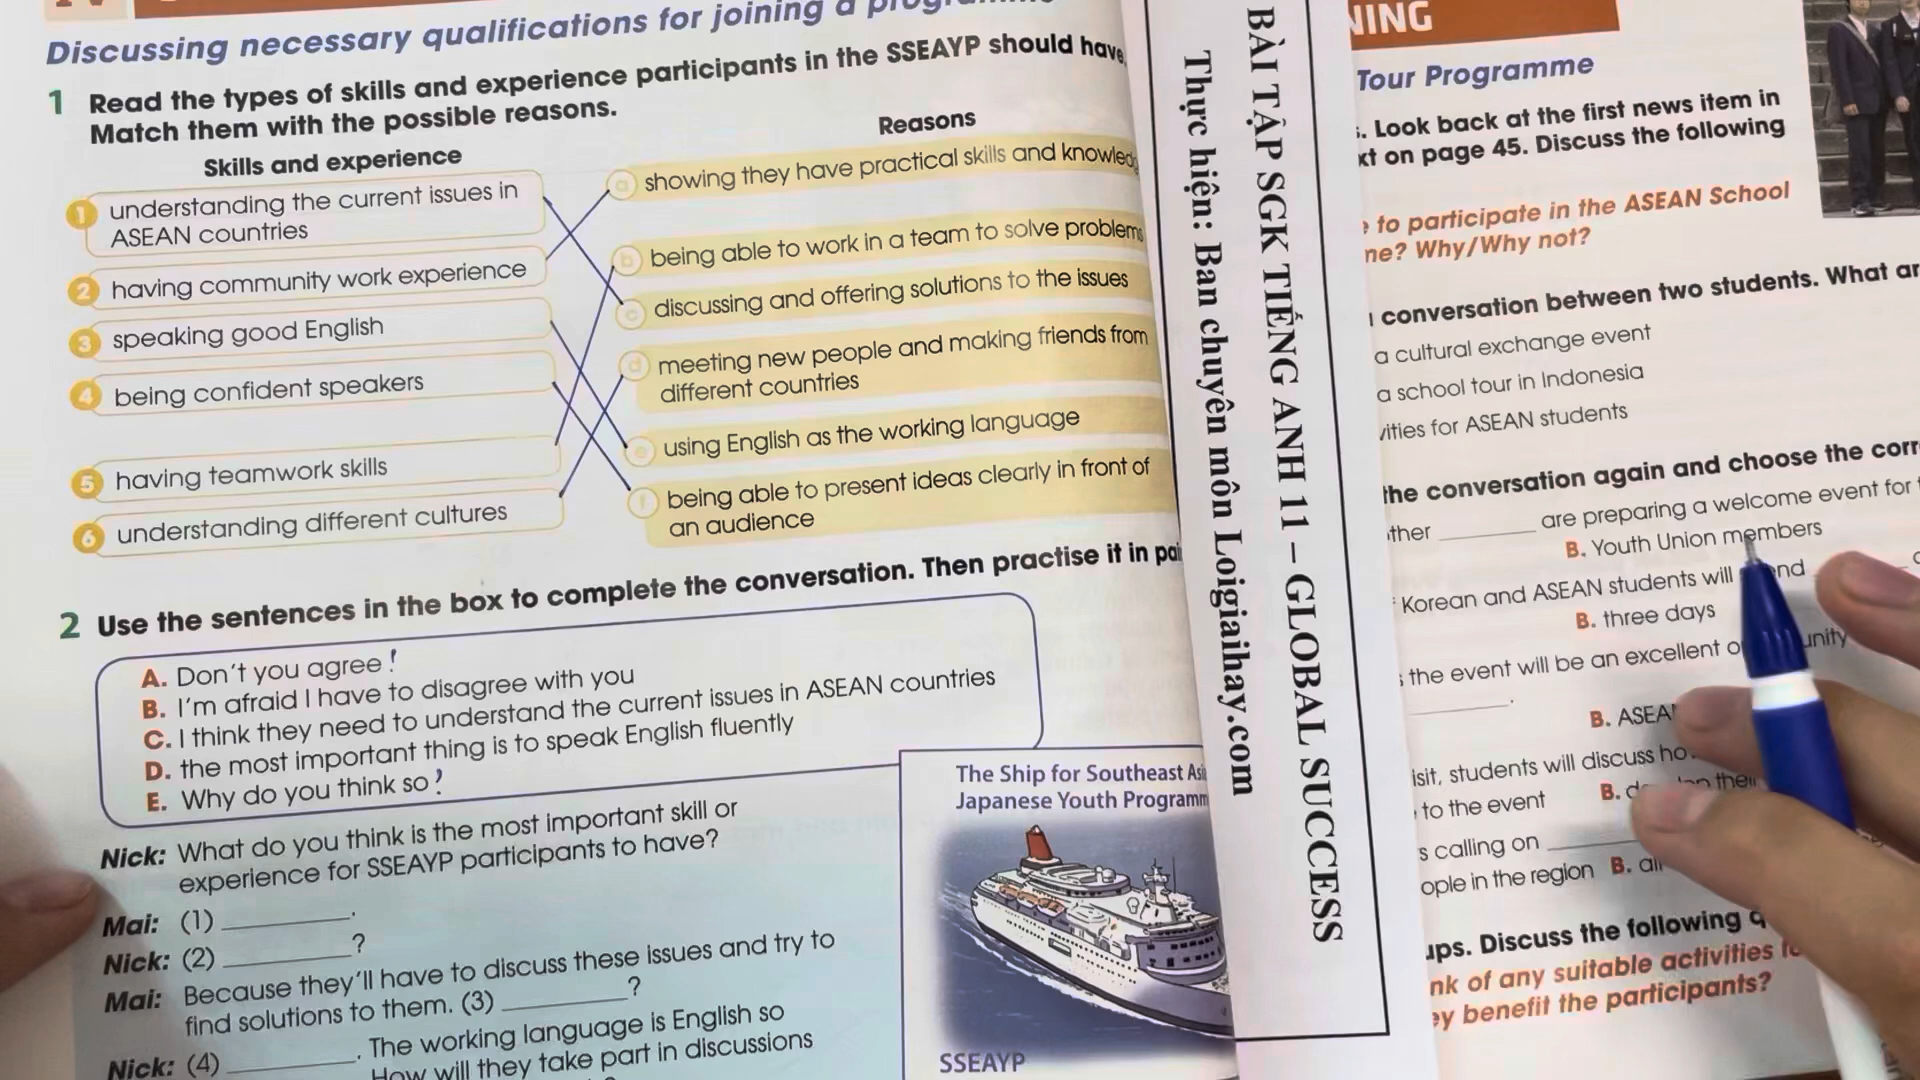 Discussing necessary qualifications for joining a
1 Read the types of skills and experience participants in the SSEAYP should have
Match them with the possible reasons.
Skills and experience
Reasons
1 understanding the current issues in
ASEAN countries
2 having community work experience
3 speaking good English
4 being confident speakers
5 having teamwork skills
6 understanding different cultures
a showing they have practical skills and
b being able to work in a team to solve problems
c discussing and offering solutions to the issues
d meeting new people and making friends from
different countries
e using English as the working language
f being able to present ideas clearly in front of
an audience
2 Use the sentences in the box to complete the conversation. Then practise it in
A. Don't you agree!
B. I'm afraid I have to disagree with you
C. I think they need to understand the current issues in ASEAN countries
D. the most important thing is to speak English fluently
E. Why do you think so?
Nick: What do you think is the most important skill or
experience for SSEAYP participants to have?
Mai: (1) ________.
Nick: (2) ________?
Mai: Because they'll have to discuss these issues and try to
find solutions to them. (3) ________?
Nick: (4) ________. The working language is English so
How will they take part in discussions
The Ship for Southeast
Japanese Youth
SSEAYP
BÀI TẬP SGK TIẾNG ANH 11 – GLOBAL SUCCESS
Thực hiện: Ban chuyên môn Loigiaihay.com
Tour Programme
. Look back at the first news item in
on page 45. Discuss the following
to participate in the ASEAN School
Why/Why not?
conversation between two students. What
a cultural exchange event
a school tour in Indonesia
for ASEAN students
the conversation again and choose the
________ are preparing a welcome event for
B. Youth Union members
Korean and ASEAN students will
B. three days
the event will be an excellent
________.
B.
students will discuss
to the event B.
calling on ________
in the region B.
Discuss the following
of any suitable activities
benefit the participants?